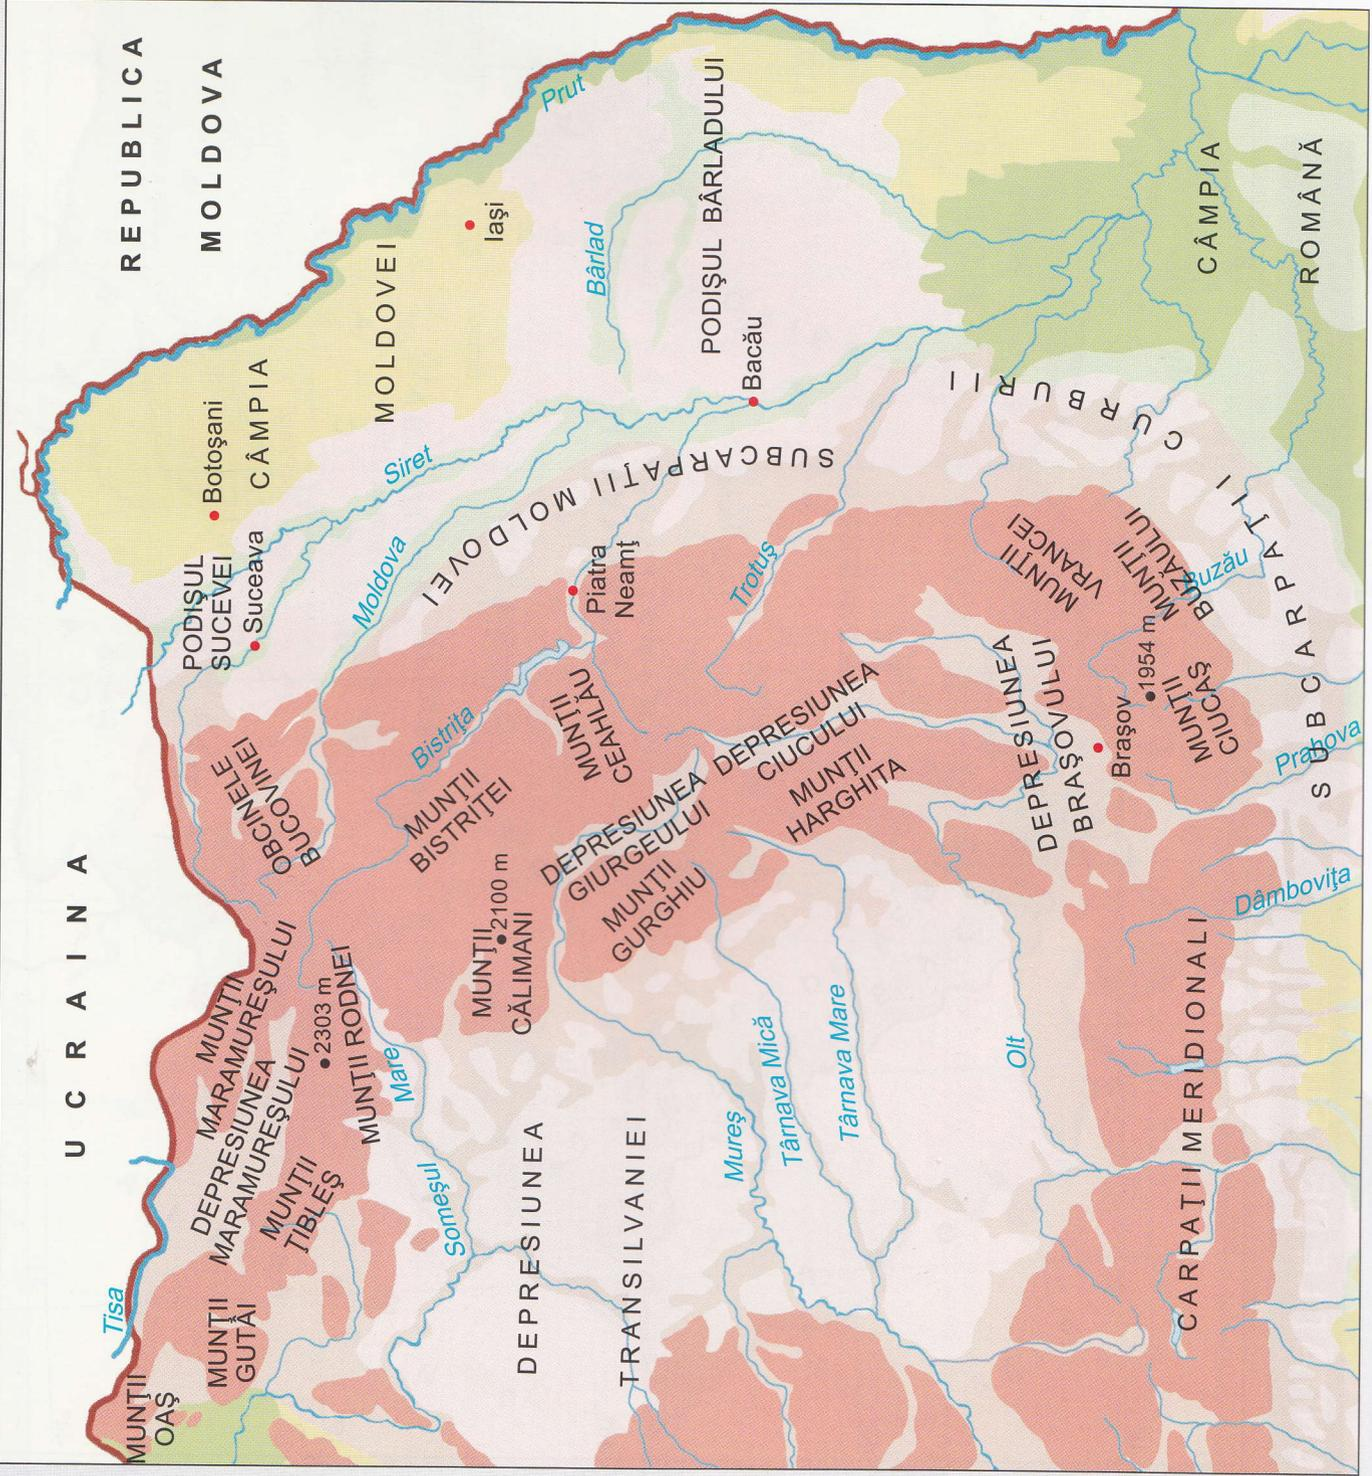 REPUBLICA
MOLDOVA
UCRAINA
Tisa
MUNȚII
OAȘ
MUNȚII
GUTÂI
DEPRESIUNEA
MARAMUREȘULUI
MUNȚII
MARAMUREȘULUI
MUNȚII
ȚIBLEȘ
2303 m
MUNȚII RODNEI
OBCINELE
BUCOVINEI
PODIȘUL
SUCEVEI
Suceava
Botoșani
CÂMPIA
MOLDOVEI
Iași
Prut
Siret
Moldova
SUBCARPAȚII MOLDOVEI
Bistrița
MUNȚII
BISTRIȚEI
MUNȚII
CEAHLĂU
Piatra
Neamț
Bârlad
PODIȘUL BÂRLADULUI
Bacău
Trotuș
Someșul
Mare
MUNȚII
CĂLIMANI
2100 m
DEPRESIUNEA
GIURGEULUI
MUNȚII
GURGHIU
DEPRESIUNEA
CIUCULUI
MUNȚII
HARGHITA
DEPRESIUNEA
TRANSILVANIEI
Mureș
Târnava Mică
Târnava Mare
Olt
DEPRESIUNEA
BRAȘOVULUI
Brașov
MUNȚII
VRANCEI
MUNȚII
BUZĂULUI
Buzău
1954 m
MUNȚII
CIUCAȘ
SUBCARPAȚII
CURBURII
CÂMPIA
ROMÂNĂ
Prahova
Dâmbovița
CARPAȚII MERIDIONALI